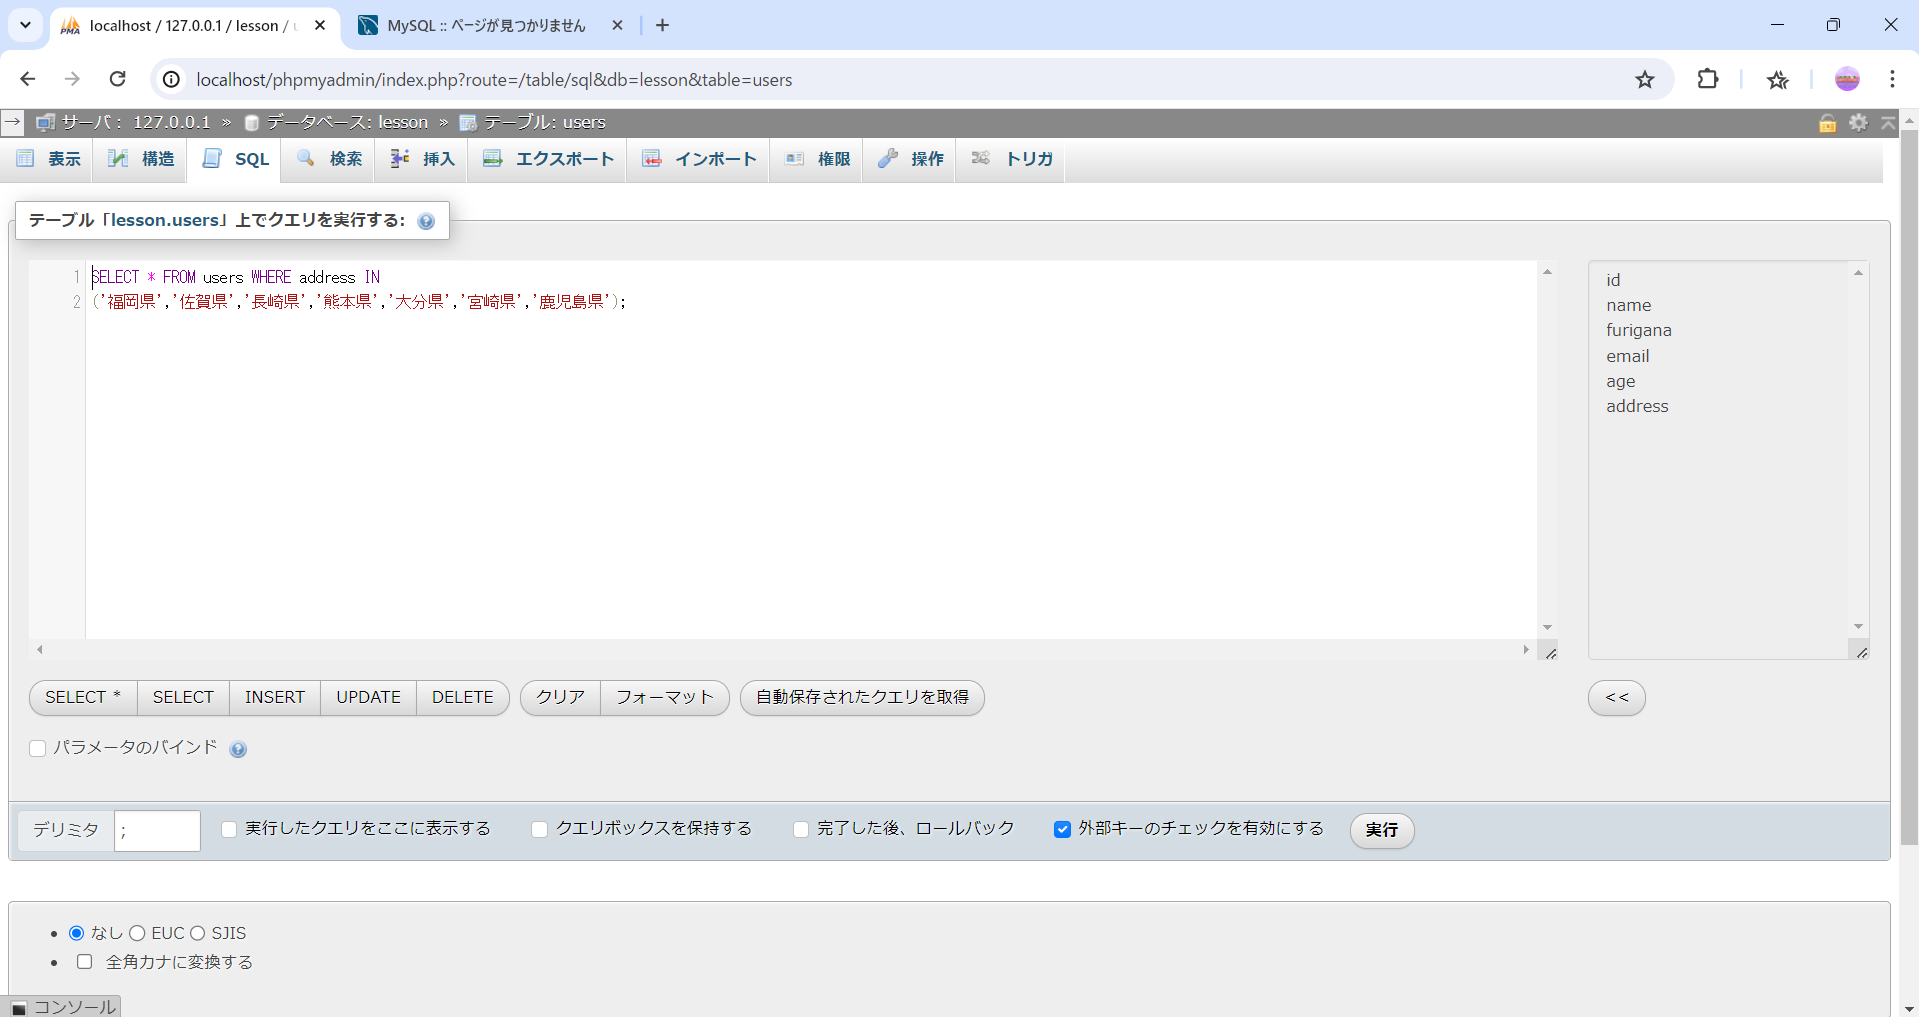 localhost / 127.0.0.1 / lesson /
MySQL :: ページが見つかりません
localhost/phpmyadmin/index.php?route=/table/sql&db=lesson&table=users
サーバ : 127.0.0.1 » データベース: lesson » テーブル: users
表示 構造 SQL 検索 挿入 エクスポート インポート 権限 操作 トリガ
テーブル「lesson.users」上でクエリを実行する:
1 SELECT * FROM users WHERE address IN
2 ('福岡県','佐賀県','長崎県','熊本県','大分県','宮崎県','鹿児島県');
id
name
furigana
email
age
address
SELECT * SELECT INSERT UPDATE DELETE クリア フォーマット 自動保存されたクエリを取得 <<
パラメータのバインド
デリミタ ; 実行したクエリをここに表示する クエリボックスを保持する 完了した後、ロールバック 外部キーのチェックを有効にする 実行
なし EUC SJIS
全角カナに変換する
コンソール